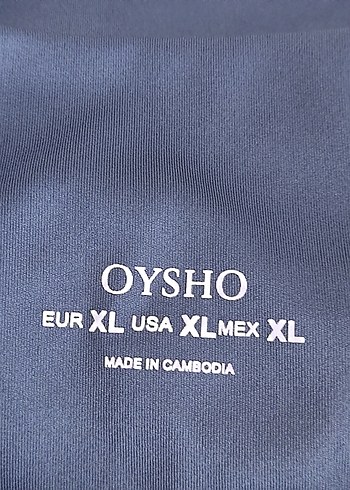 OYSHO
EUR XL USA XL MEX XL
MADE IN CAMBODIA